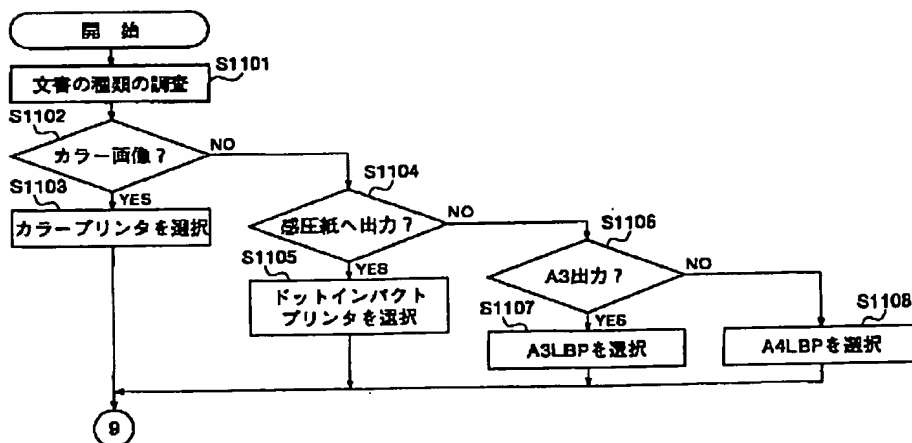 開 始
S1101
文書の種類の調査
S1102
カラー画像?
NO
YES
S1103
カラープリンタを選択
S1104
感圧紙へ出力?
NO
YES
S1105
ドットインパクト
プリンタを選択
S1106
A3出力?
NO
YES
S1107
A3LBPを選択
S1108
A4LBPを選択
9